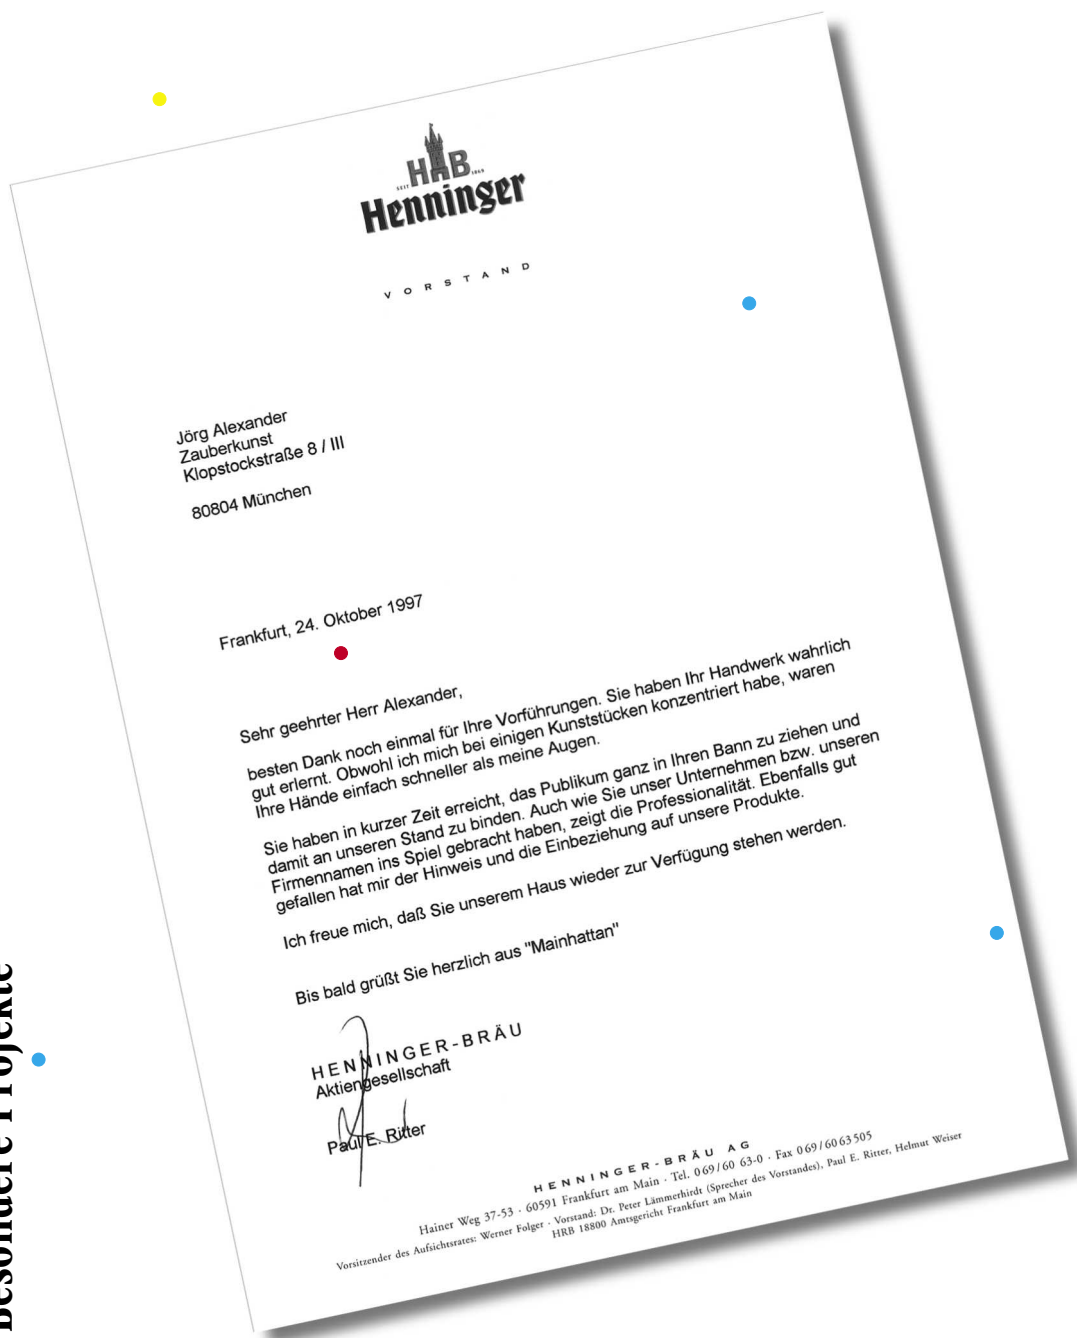 HB
SEIT 1869
Henninger
VORSTAND
Jörg Alexander
Zauberkunst
Klopstockstraße 8 / III
80804 München
Frankfurt, 24. Oktober 1997
Sehr geehrter Herr Alexander,
besten Dank noch einmal für Ihre Vorführungen. Sie haben Ihr Handwerk wahrlich
gut erlernt. Obwohl ich mich bei einigen Kunststücken konzentriert habe, waren
Ihre Hände einfach schneller als meine Augen.
Sie haben in kurzer Zeit erreicht, das Publikum ganz in Ihren Bann zu ziehen und
damit an unseren Stand zu binden. Auch wie Sie unser Unternehmen bzw. unseren
Firmennamen ins Spiel gebracht haben, zeigt die Professionalität. Ebenfalls gut
gefallen hat mir der Hinweis und die Einbeziehung auf unsere Produkte.
Ich freue mich, daß Sie unserem Haus wieder zur Verfügung stehen werden.
Bis bald grüßt Sie herzlich aus "Mainhattan"
HENNINGER-BRÄU
Aktiengesellschaft
Paul E. Ritter
HENNINGER-BRÄU AG
Hainer Weg 37-53 · 60591 Frankfurt am Main · Tel. 069/60 63-0 · Fax 069/6063505
Vorsitzender des Aufsichtsrates: Werner Folger · Vorstand: Dr. Peter Lämmerhirdt (Sprecher des Vorstandes), Paul E. Ritter, Helmut Weiser
HRB 18800 Amtsgericht Frankfurt am Main
Besondere Projekte